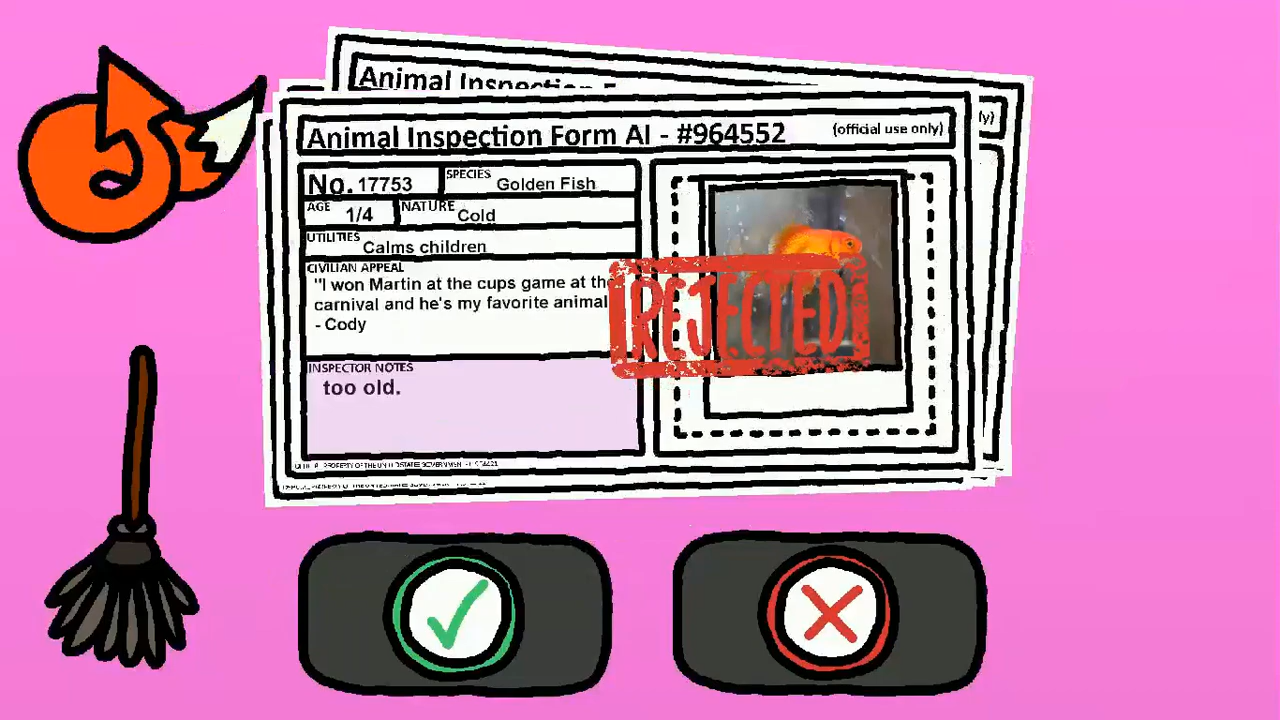 Animal Inspection F
ly)
Animal Inspection Form AI - #964552
(official use only)
No. 17753
SPECIES Golden Fish
AGE 1/4
NATURE Cold
UTILITIES Calms children
CIVILIAN APPEAL
"I won Martin at the cups game at the
carnival and he's my favorite animal
- Cody
REJECTED
INSPECTOR NOTES
too old.